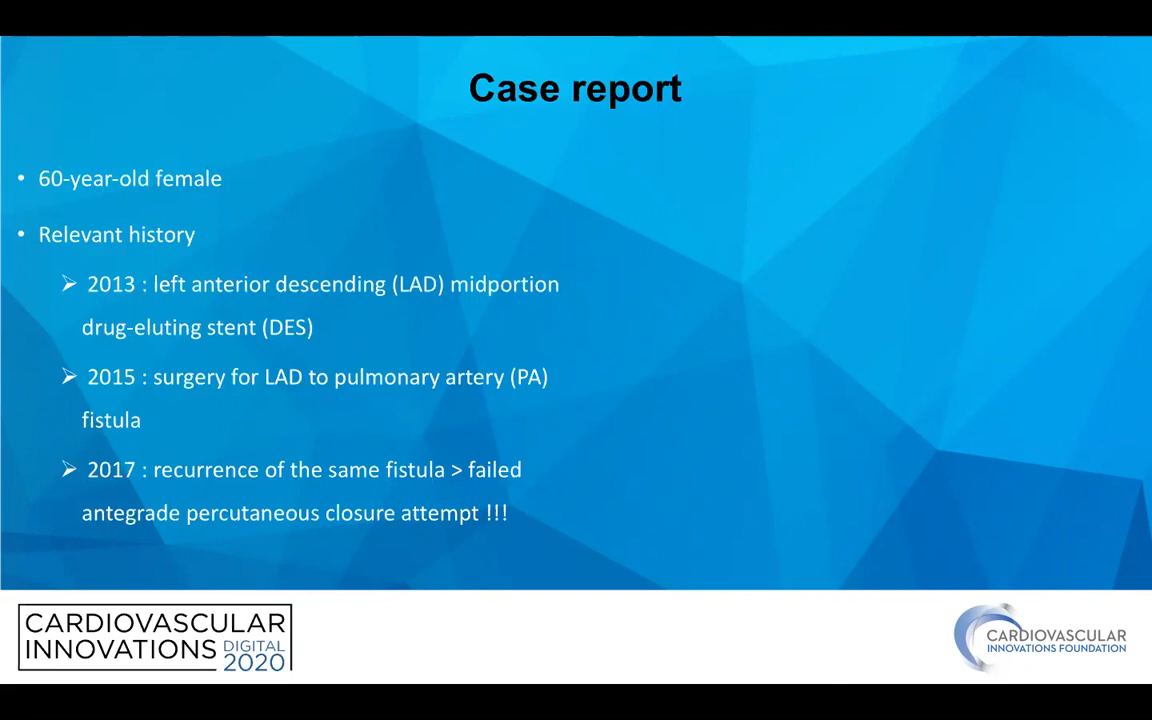 Case report
• 60-year-old female
• Relevant history
➢ 2013 : left anterior descending (LAD) midportion
drug-eluting stent (DES)
➢ 2015 : surgery for LAD to pulmonary artery (PA)
fistula
➢ 2017 : recurrence of the same fistula > failed
antegrade percutaneous closure attempt !!!
CARDIOVASCULAR
INNOVATIONS DIGITAL
2020
CARDIOVASCULAR
INNOVATIONS FOUNDATION